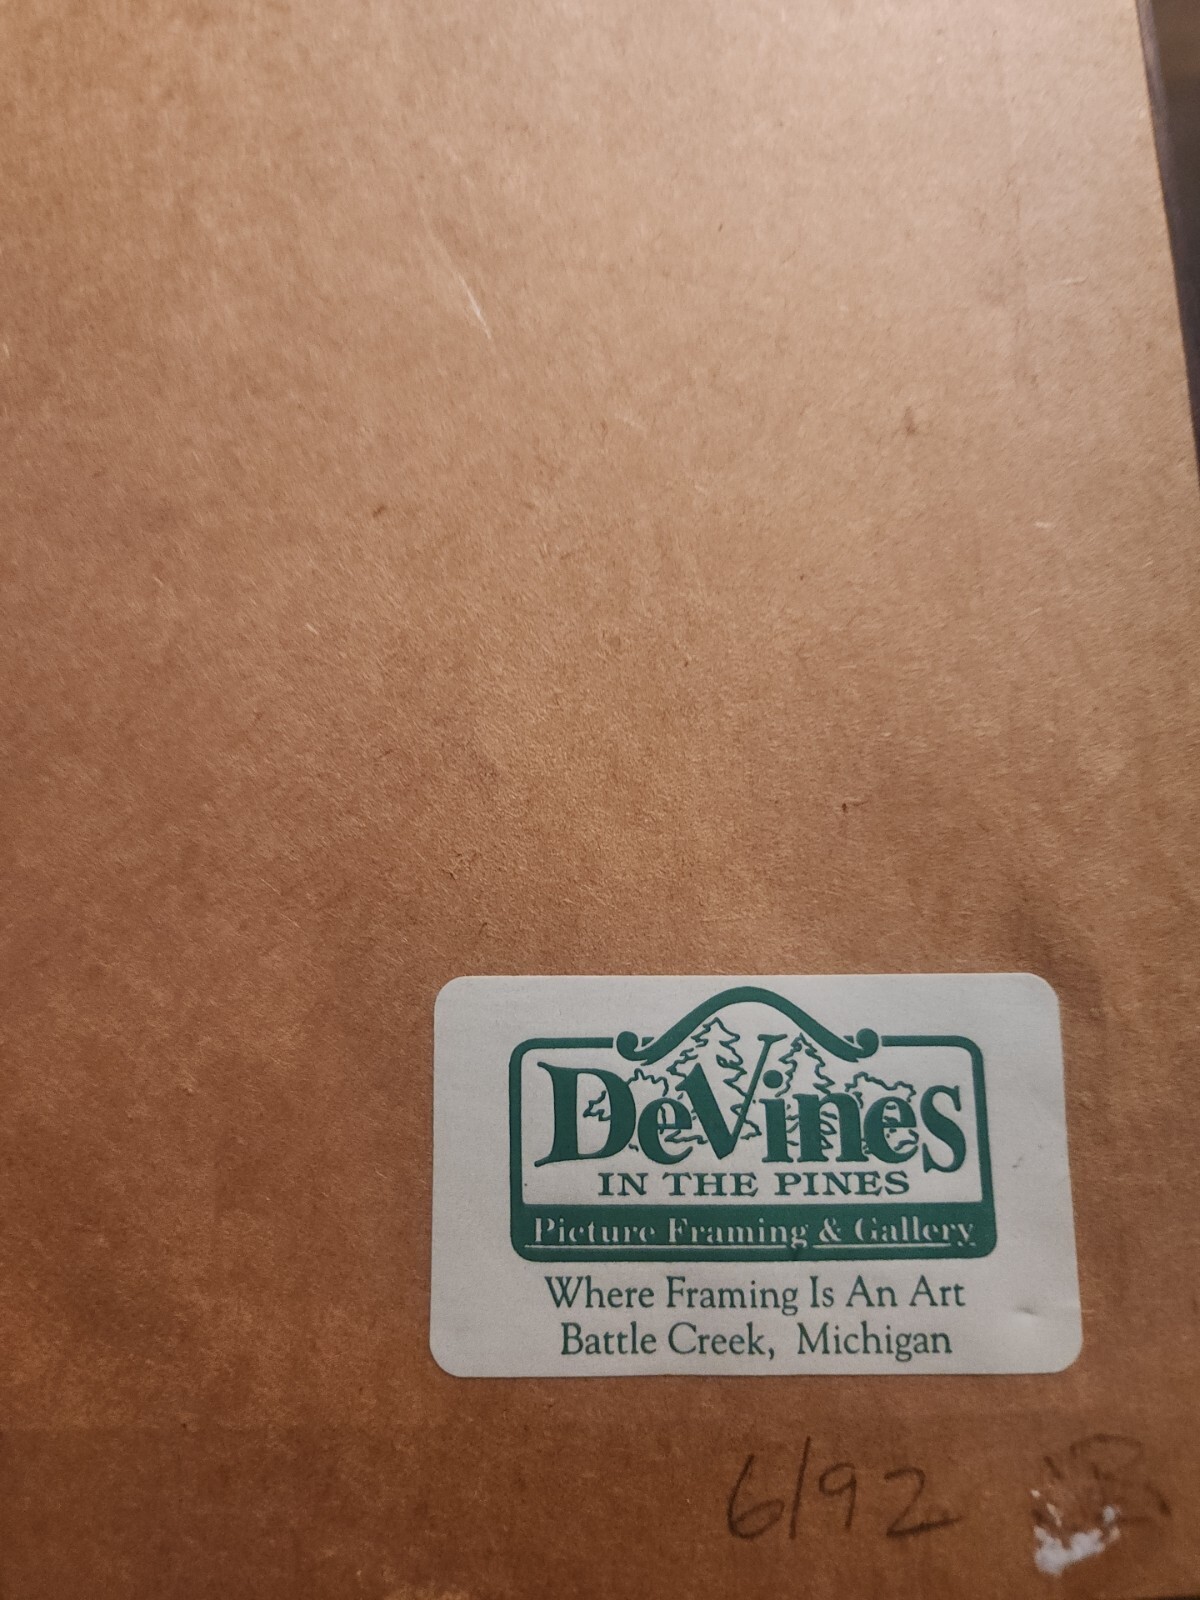 DeVines
IN THE PINES
Picture Framing & Gallery
Where Framing Is An Art
Battle Creek, Michigan
6/92